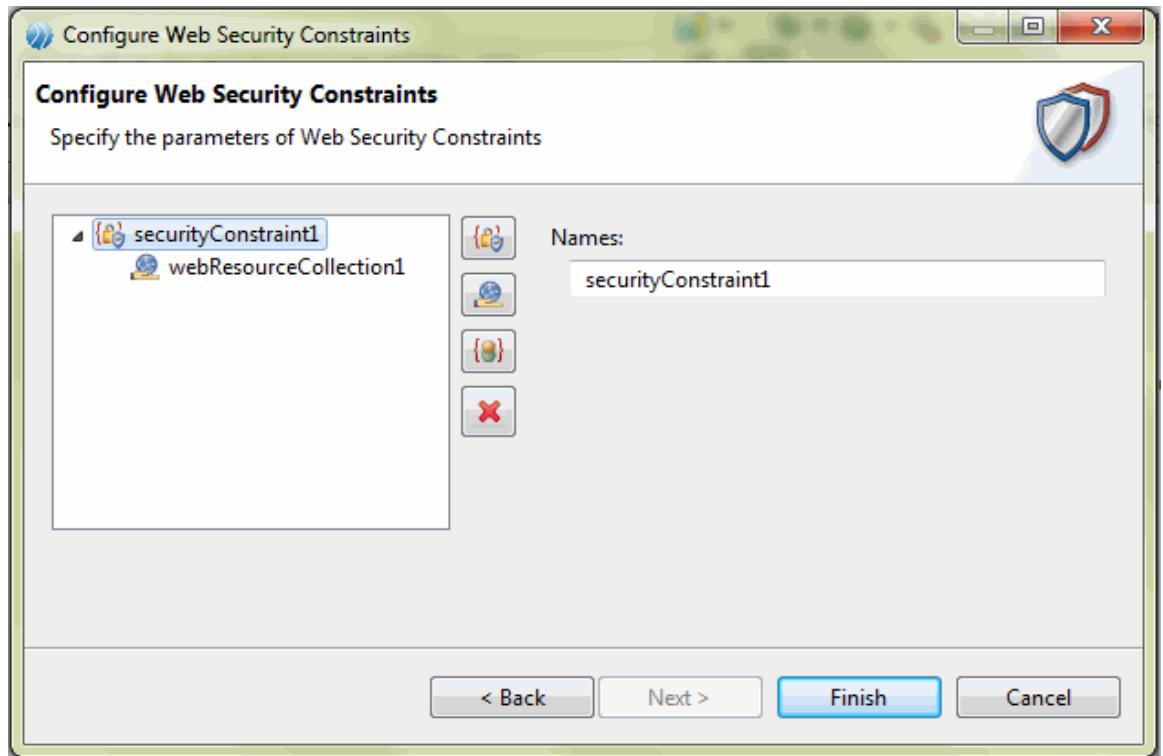 Configure Web Security Constraints
Configure Web Security Constraints
Specify the parameters of Web Security Constraints
securityConstraint1
webResourceCollection1
Names:
securityConstraint1
< Back
Next >
Finish
Cancel